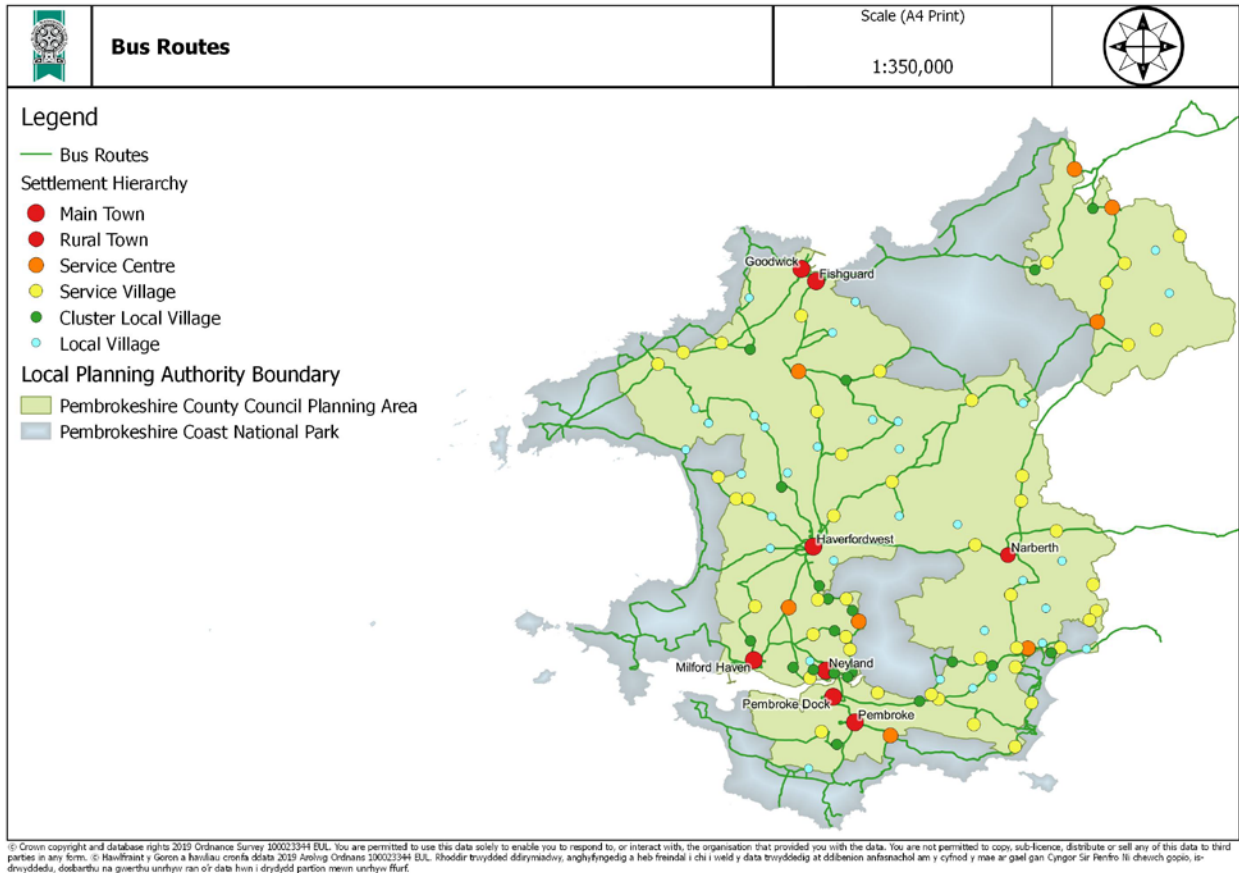 Bus Routes
Scale (A4 Print)
1:350,000
Legend
Bus Routes
Settlement Hierarchy
Main Town
Rural Town
Service Centre
Service Village
Cluster Local Village
Local Village
Local Planning Authority Boundary
Pembrokeshire County Council Planning Area
Pembrokeshire Coast National Park
Goodwick
Fishguard
Haverfordwest
Narberth
Milford Haven
Neyland
Pembroke Dock
Pembroke
© Crown copyright and database rights 2019 Ordnance Survey 100023344 EUL. You are permitted to use this data solely to enable you to respond to, or interact with, the organisation that provided you with the data. You are not permitted to copy, sub-licence, distribute or sell any of this data to third
parties in any form. © Hawlfraint y Goron a hawliau cronfa ddata 2019 Arolwg Ordnans 100023344 EUL. Rhoddir trwydded ddirymiadwy, anghyfyngedig a heb freindal i chi i weld y data trwyddedig at ddibenion anfasnachol am y cyfnod y mae ar gael gan Cyngor Sir Penfro Ni chewch gopïo, is-
drwyddedu, dosbarthu na gwerthu unrhyw ran o'r data hwn i drydydd partïon mewn unrhyw ffurf.